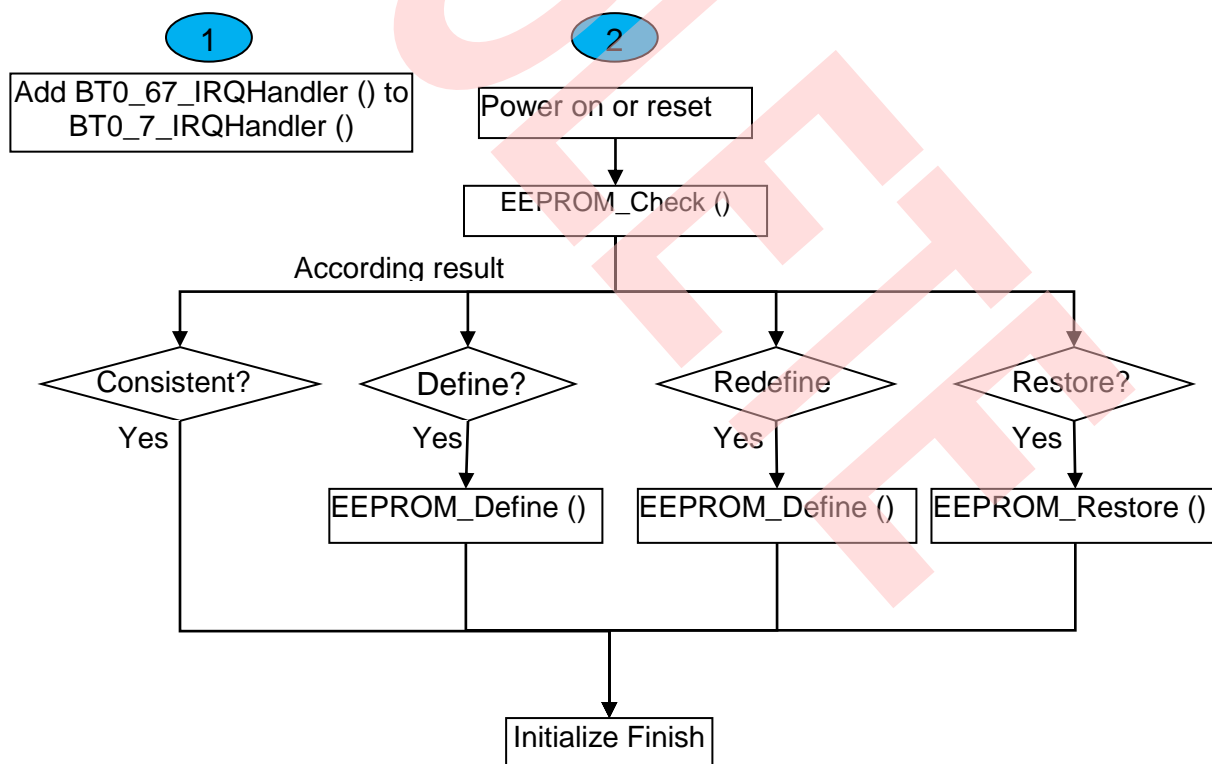 1
2
Add BT0_67_IRQHandler () to
BT0_7_IRQHandler ()
Power on or reset
EEPROM_Check ()
According result
Consistent?
Define?
Redefine
Restore?
Yes
Yes
Yes
Yes
EEPROM_Define ()
EEPROM_Define ()
EEPROM_Restore ()
Initialize Finish